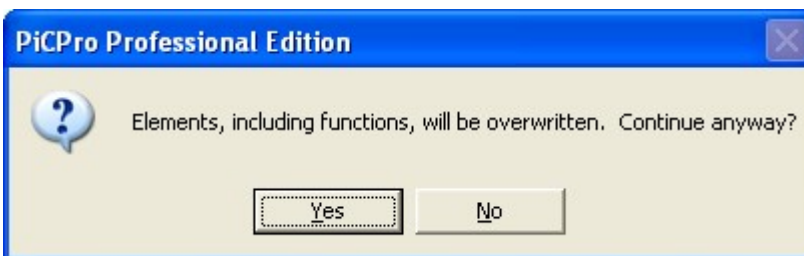 PiCPro Professional Edition
Elements, including functions, will be overwritten.  Continue anyway?
Yes
No